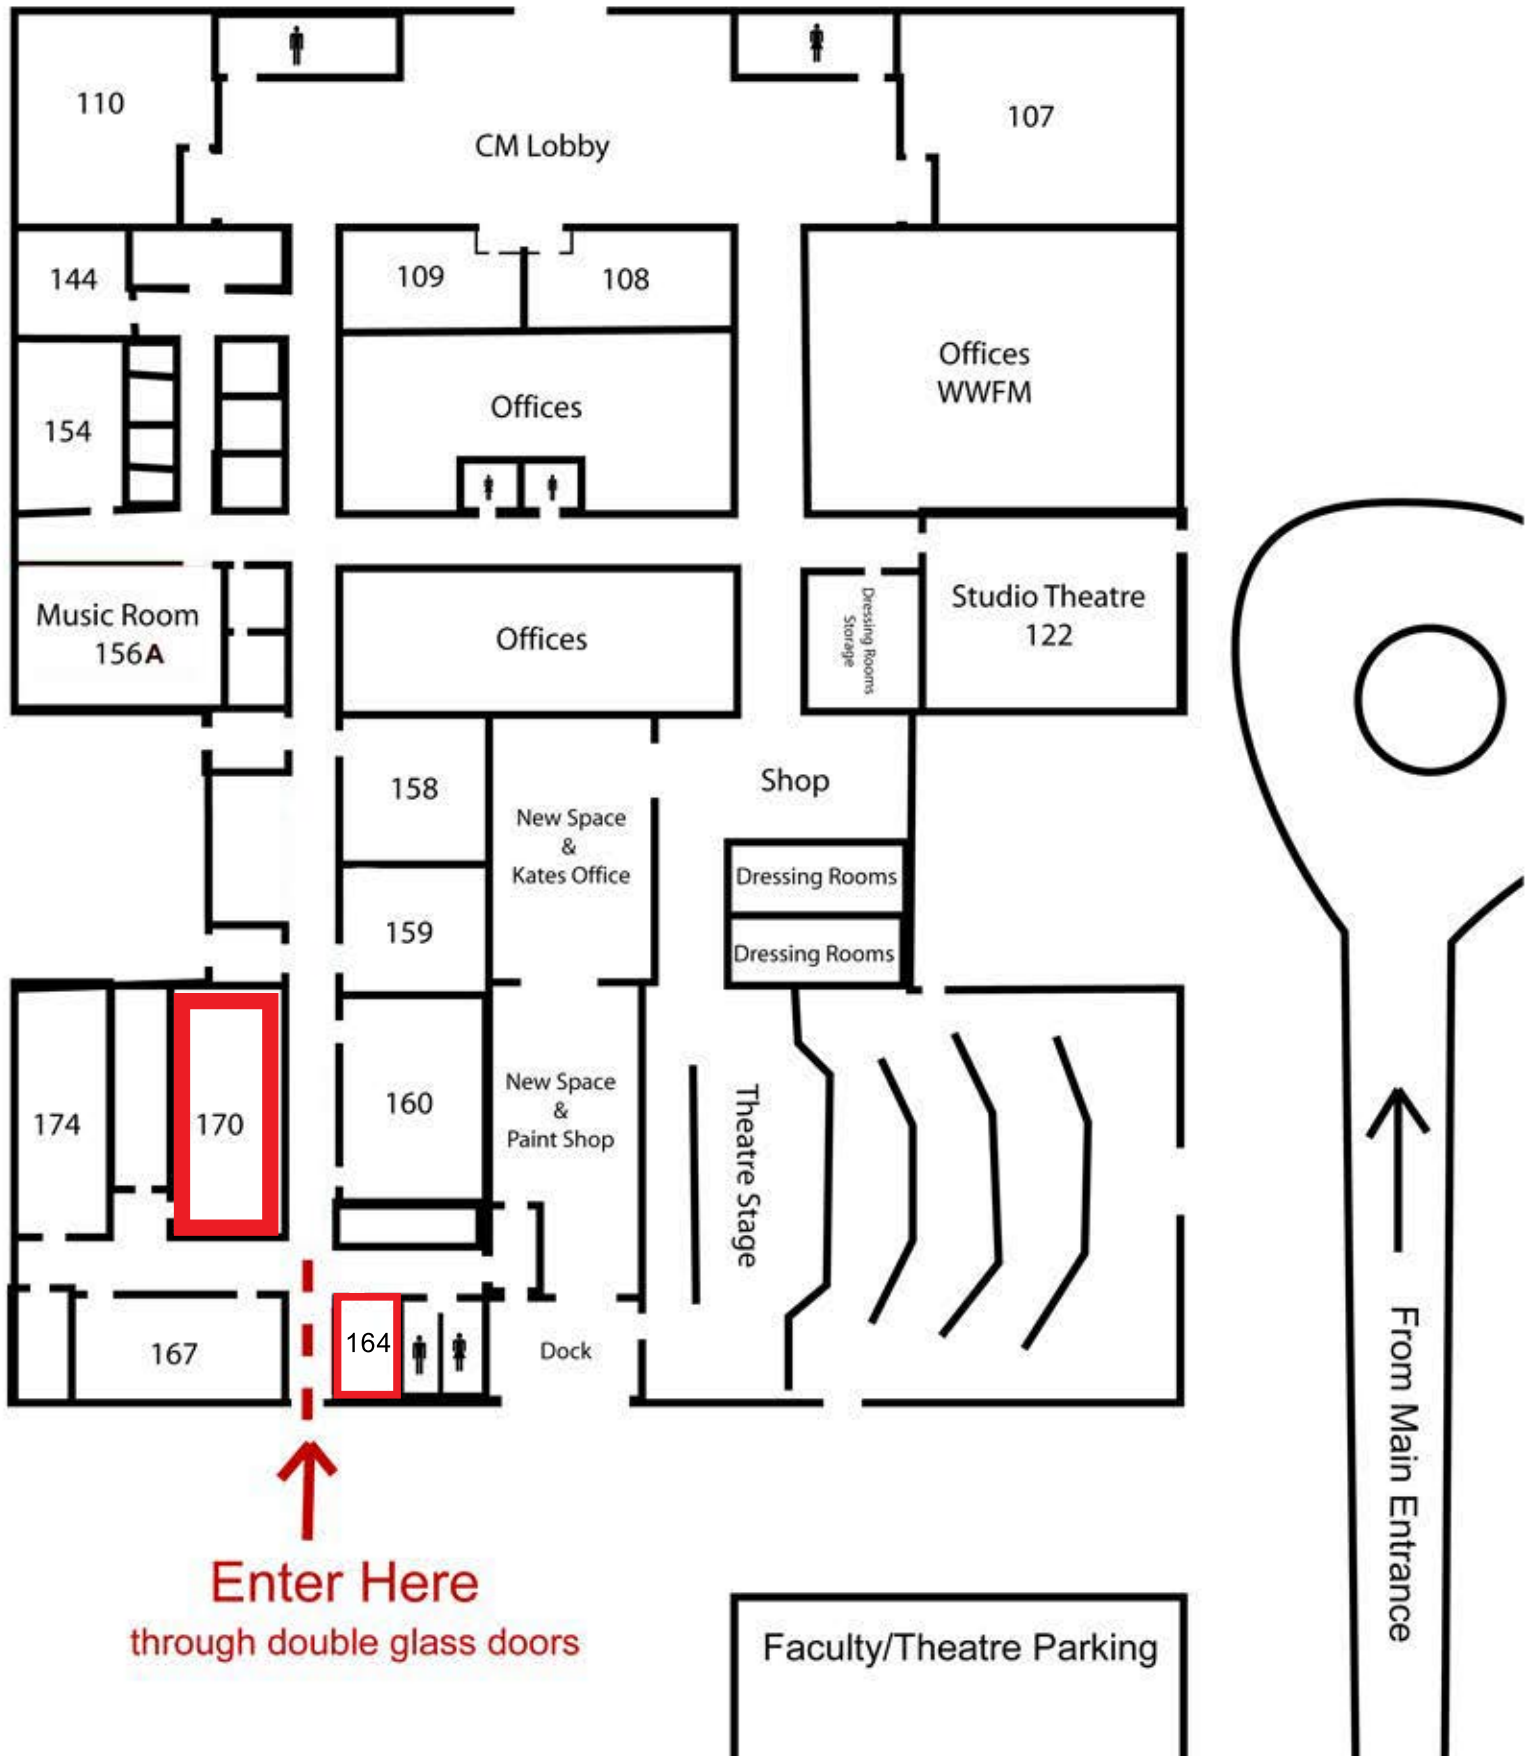 110
CM Lobby
107
144
109
108
Offices
WWFM
154
Offices
Music Room
156A
Offices
Dressing Rooms
Storage
Studio Theatre
122
158
Shop
New Space
&
Kates Office
Dressing Rooms
159
Dressing Rooms
174
170
160
New Space
&
Paint Shop
Theatre Stage
167
164
Dock
From Main Entrance
Enter Here
through double glass doors
Faculty/Theatre Parking